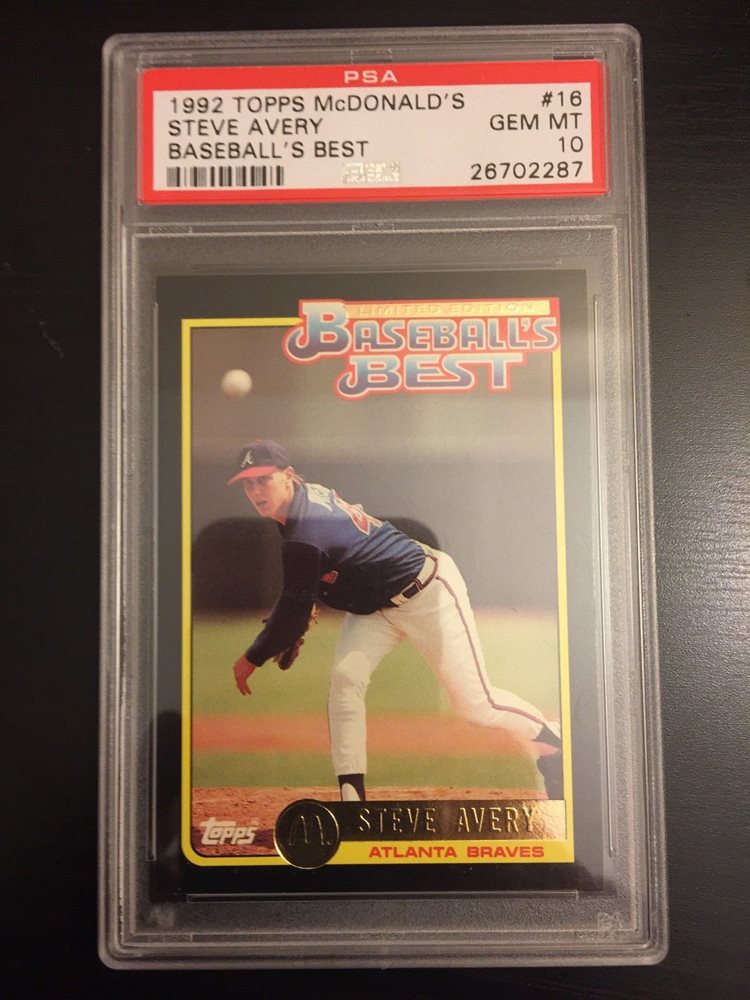 PSA
1992 TOPPS McDONALD'S #16
STEVE AVERY GEM MT
BASEBALL'S BEST 10
26702287
LIMITED EDITION
BASEBALL'S
BEST
A
TOPPS
M
STEVE AVERY
ATLANTA BRAVES